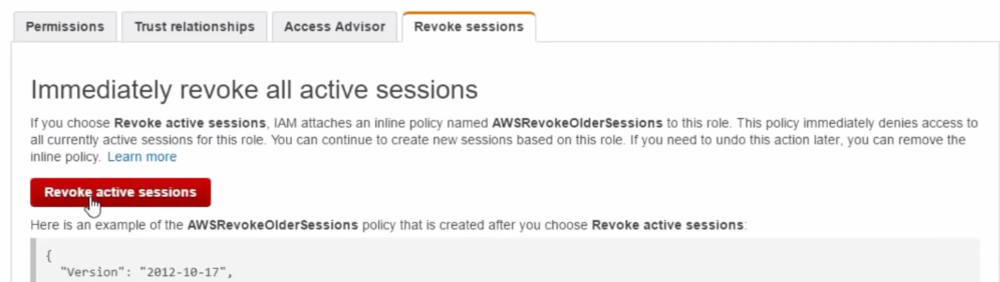 Permissions Trust relationships Access Advisor Revoke sessions
Immediately revoke all active sessions
If you choose Revoke active sessions, IAM attaches an inline policy named AWSRevokeOlderSessions to this role. This policy immediately denies access to
all currently active sessions for this role. You can continue to create new sessions based on this role. If you need to undo this action later, you can remove the
inline policy. Learn more
Revoke active sessions
Here is an example of the AWSRevokeOlderSessions policy that is created after you choose Revoke active sessions:
{
"Version": "2012-10-17",